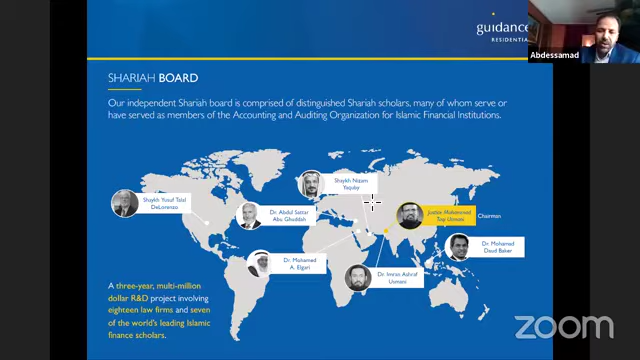 guidance
RESIDENTIAL
Abdessamad
SHARIAH BOARD
Our independent Shariah board is comprised of distinguished Shariah scholars, many of whom serve or
have served as members of the Accounting and Auditing Organization for Islamic Financial Institutions.
Shaykh Yusuf Talal
DeLorenzo
Shaykh Nizam
Yaquby
Dr. Abdul Sattar
Abu Ghuddah
Justice Muhammad
Taqi Usmani
Chairman
Dr. Mohamed
Daud Baker
Dr. Mohamed
A. Elgari
Dr. Imran Ashraf
Usmani
A three-year, multi-million
dollar R&D project involving
eighteen law firms and seven
of the world's leading Islamic
finance scholars.
zoom